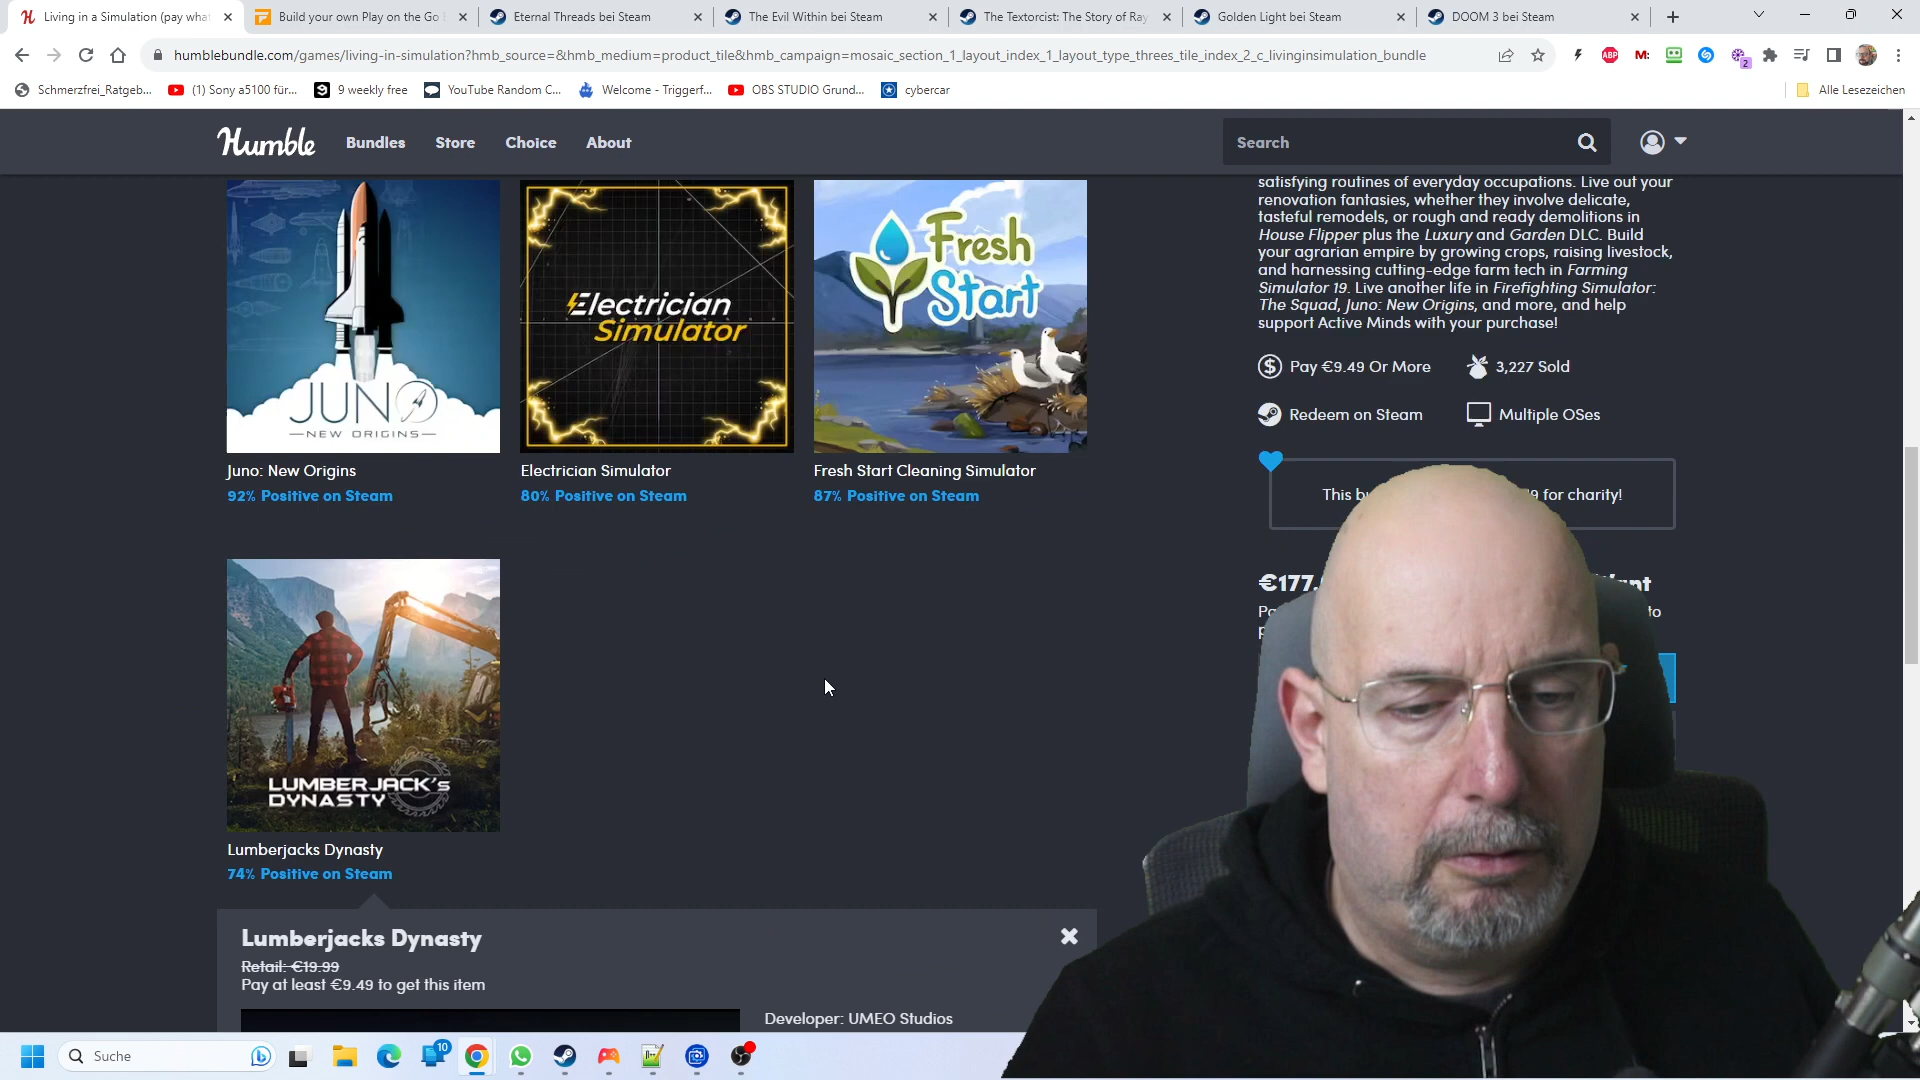 Living in a Simulation (pay wha
Build your own Play on the Go
Eternal Threads bei Steam
The Evil Within bei Steam
The Textorcist: The Story of Ray
Golden Light bei Steam
DOOM 3 bei Steam
humblebundle.com/games/living-in-simulation?hmb_source=&hmb_medium=product_tile&hmb_campaign=mosaic_section_1_layout_index_1_layout_type_threes_tile_index_2_c_livinginsimulation_bundle
ABP
M:
2
Schmerzfrei_Ratgeb...
(1) Sony a5100 für...
9 weekly free
YouTube Random C...
Welcome - Triggerf...
OBS STUDIO Grund...
cybercar
Alle Lesezeichen
Humble
Bundles
Store
Choice
About
Search
JUNO
NEW ORIGINS
Electrician
Simulator
Fresh
Start
Juno: New Origins
92% Positive on Steam
Electrician Simulator
80% Positive on Steam
Fresh Start Cleaning Simulator
87% Positive on Steam
LUMBERJACK's
DYNASTY
Lumberjacks Dynasty
74% Positive on Steam
Lumberjacks Dynasty
Retail: €19.99
Pay at least €9.49 to get this item
Developer: UMEO Studios
satisfying routines of everyday occupations. Live out your
renovation fantasies, whether they involve delicate,
tasteful remodels, or rough and ready demolitions in
House Flipper plus the Luxury and Garden DLC. Build
your agrarian empire by growing crops, raising livestock,
and harnessing cutting-edge farm tech in Farming
Simulator 19. Live another life in Firefighting Simulator:
The Squad, Juno: New Origins, and more, and help
support Active Minds with your purchase!
Pay €9.49 Or More
3,227 Sold
Redeem on Steam
Multiple OSes
This
9 for charity!
€177.
to
Suche
10